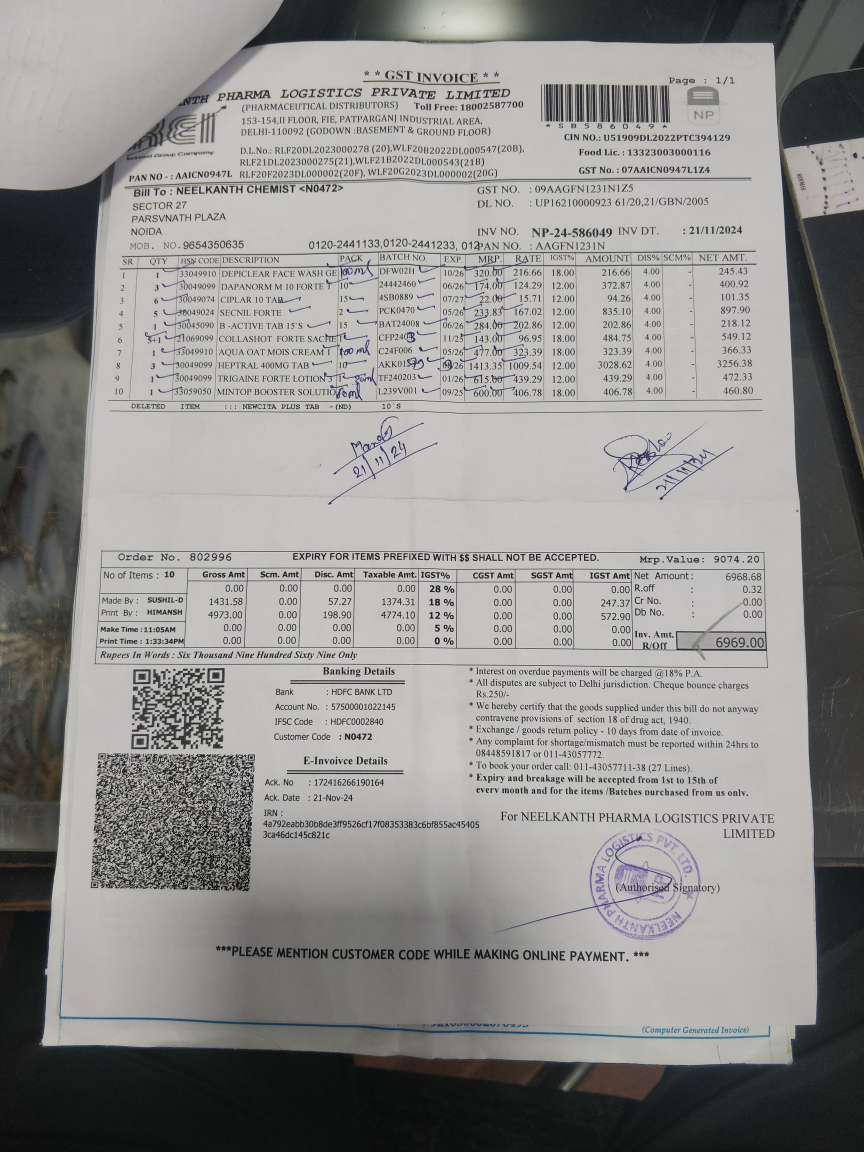 ** GST INVOICE **
Page : 1/1
NTH PHARMA LOGISTICS PRIVATE LIMITED
(PHARMACEUTICAL DISTRIBUTORS) Toll Free: 18002587700
153-154,II FLOOR, FIE, PATPARGANJ INDUSTRIAL AREA,
DELHI-110092 (GODOWN :BASEMENT & GROUND FLOOR)
*SB586049*
NP
CIN NO.: U51909DL2022PTC394129
Food Lic. : 13323003000116
GST No. : 07AAICN0947L1Z4
D.L.No.: RLF20DL2023000278 (20),WLF20B2022DL000547(20B),
RLF21DL2023000275(21),WLF21B2022DL000543(21B)
PAN NO - : AAICN0947L RLF20F2023DL000002(20F), WLF20G2023DL000002(20G)
Bill To : NEELKANTH CHEMIST <N0472>
SECTOR 27
PARSVNATH PLAZA
NOIDA
MOB. NO. 9654350635 0120-2441133,0120-2441233, 012
GST NO. : 09AAGFN1231N1Z5
DL NO. : UP16210000923 61/20,21/GBN/2005
INV NO. NP-24-586049 INV DT. : 21/11/2024
PAN NO. : AAGFN1231N
SR QTY HSN CODE DESCRIPTION PACK BATCH NO. EXP. MRP. RATE IGST% AMOUNT DIS% SCM% NET AMT.
1 1 33049910 DEPICLEAR FACE WASH GE 100ml DFW02H 10/26 320.00 216.66 18.00 216.66 4.00 - 245.43
2 3 30049099 DAPANORM M 10 FORTE T 10 24442460 06/26 174.00 124.29 12.00 372.87 4.00 - 400.92
3 6 30049074 CIPLAR 10 TAB 15 4SB0889 07/27 22.00 15.71 12.00 94.26 4.00 - 101.35
4 5 30049024 SECNIL FORTE 2 PCK0470 05/26 233.83 167.02 12.00 835.10 4.00 - 897.90
5 1 30045090 B -ACTIVE TAB 15`S 15 BAT24008 06/26 284.00 202.86 12.00 202.86 4.00 - 218.12
6 5+1 21069099 COLLASHOT FORTE SACHE CFP240 11/25 143.00 96.95 18.00 484.75 4.00 - 549.12
7 1 33049910 AQUA OAT MOIS CREAM 1 100ml C24F006 05/26 477.00 323.39 18.00 323.39 4.00 - 366.33
8 3 30049099 HEPTRAL 400MG TAB 10 AKK01579 08/26 1413.35 1009.54 12.00 3028.62 4.00 - 3256.38
9 1 30049099 TRIGAINE FORTE LOTION TF240203 01/26 615.00 439.29 12.00 439.29 4.00 - 472.33
10 1 33059050 MINTOP BOOSTER SOLUTIO 60ml L239V001 09/25 600.00 406.78 18.00 406.78 4.00 - 460.80
DELETED ITEM ::: NEWCITA PLUS TAB -(ND) 10`S
21/11/24
21/11/24
Order No. 802996 EXPIRY FOR ITEMS PREFIXED WITH $$ SHALL NOT BE ACCEPTED. Mrp.Value: 9074.20
No of Items : 10 Gross Amt Scm. Amt Disc. Amt Taxable Amt. IGST% CGST Amt SGST Amt IGST Amt
0.00 0.00 0.00 0.00 28 % 0.00 0.00 0.00
Made By : SUSHIL-D 1431.58 0.00 57.27 1374.31 18 % 0.00 0.00 247.37
Print By : HIMANSH 4973.00 0.00 198.90 4774.10 12 % 0.00 0.00 572.90
Make Time :11:05AM 0.00 0.00 0.00 0.00 5 % 0.00 0.00 0.00
Print Time : 1:33:34PM 0.00 0.00 0.00 0.00 0 % 0.00 0.00 0.00
Net Amount: 6968.68
R.off : 0.32
Cr No. : 0.00
Db No. : 0.00
Inv. Amt. R/Off 6969.00
Rupees In Words : Six Thousand Nine Hundred Sixty Nine Only
Banking Details
Bank : HDFC BANK LTD
Account No. : 57500001022145
IFSC Code : HDFC0002840
Customer Code : N0472
E-Invoivce Details
Ack. No : 172416266190164
Ack. Date : 21-Nov-24
IRN :
4a792eabb30b8de3ff9526cf17f08353383c6bf855ac45405
3ca46dc145c821c
* Interest on overdue payments will be charged @18% P.A.
* All disputes are subject to Delhi jurisdiction. Cheque bounce charges
Rs.250/-
* We hereby certify that the goods supplied under this bill do not anyway
contravene provisions of section 18 of drug act, 1940.
* Exchange / goods return policy - 10 days from date of invoice.
* Any complaint for shortage/mismatch must be reported within 24hrs to
08448591817 or 011-43057772.
* To book your order call: 011-43057711-38 (27 Lines).
* Expiry and breakage will be accepted from 1st to 15th of
every month and for the items /Batches purchased from us only.
For NEELKANTH PHARMA LOGISTICS PRIVATE
LIMITED
NEELKANTH PHARMA LOGISTICS PVT. LTD.
(Authorised Signatory)
***PLEASE MENTION CUSTOMER CODE WHILE MAKING ONLINE PAYMENT. ***
(Computer Generated Invoice)